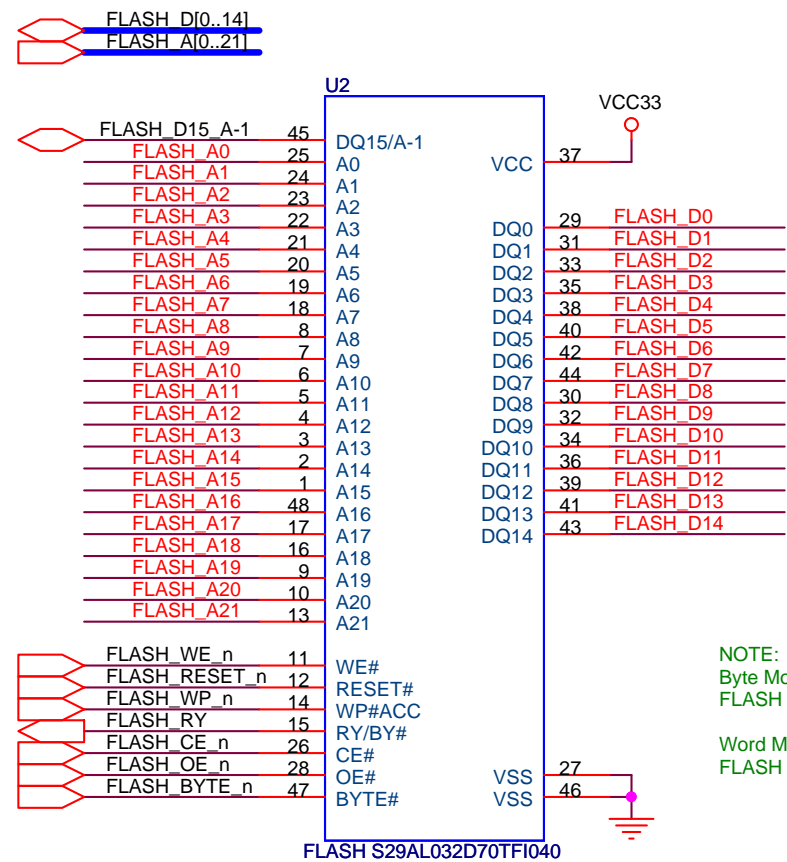 FLASH_D[0..14]
FLASH_A[0..21]
U2
VCC33
FLASH_D15_A-1 45 DQ15/A-1
FLASH_A0 25 A0 VCC 37
FLASH_A1 24 A1
FLASH_A2 23 A2
FLASH_A3 22 A3 DQ0 29 FLASH_D0
FLASH_A4 21 A4 DQ1 31 FLASH_D1
FLASH_A5 20 A5 DQ2 33 FLASH_D2
FLASH_A6 19 A6 DQ3 35 FLASH_D3
FLASH_A7 18 A7 DQ4 38 FLASH_D4
FLASH_A8 8 A8 DQ5 40 FLASH_D5
FLASH_A9 7 A9 DQ6 42 FLASH_D6
FLASH_A10 6 A10 DQ7 44 FLASH_D7
FLASH_A11 5 A11 DQ8 30 FLASH_D8
FLASH_A12 4 A12 DQ9 32 FLASH_D9
FLASH_A13 3 A13 DQ10 34 FLASH_D10
FLASH_A14 2 A14 DQ11 36 FLASH_D11
FLASH_A15 1 A15 DQ12 39 FLASH_D12
FLASH_A16 48 A16 DQ13 41 FLASH_D13
FLASH_A17 17 A17 DQ14 43 FLASH_D14
FLASH_A18 16 A18
FLASH_A19 9 A19
FLASH_A20 10 A20
FLASH_A21 13 A21
FLASH_WE_n 11 WE#
FLASH_RESET_n 12 RESET#
FLASH_WP_n 14 WP#ACC
FLASH_RY 15 RY/BY#
FLASH_CE_n 26 CE#
FLASH_OE_n 28 OE# VSS 27
FLASH_BYTE_n 47 BYTE# VSS 46
NOTE:
Byte Mo
FLASH
Word M
FLASH
FLASH S29AL032D70TFI040